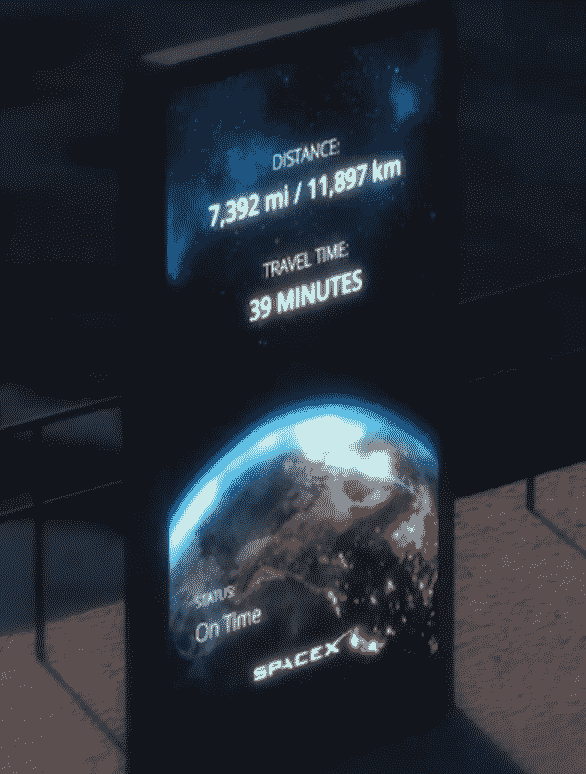 DISTANCE:
7,392 mi / 11,897 km
TRAVEL TIME:
39 MINUTES
STATUS
On Time
SPACEX